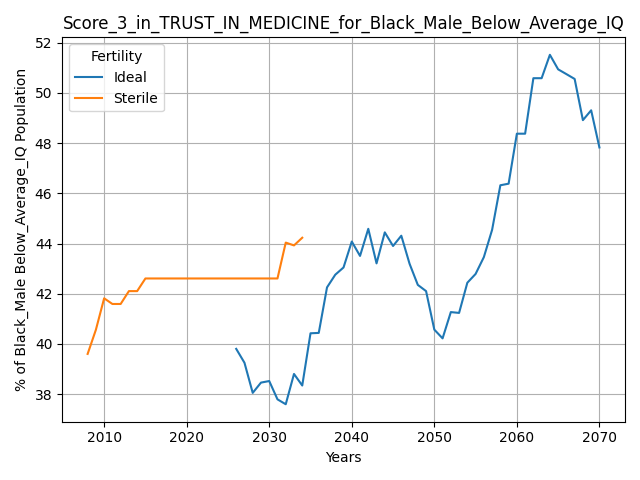 Score_3_in_TRUST_IN_MEDICINE_for_Black_Male_Below_Average_IQ
Fertility
Ideal
Sterile
% of Black_Male Below_Average_IQ Population
52
50
48
46
44
42
40
38
2010 2020 2030 2040 2050 2060 2070
Years